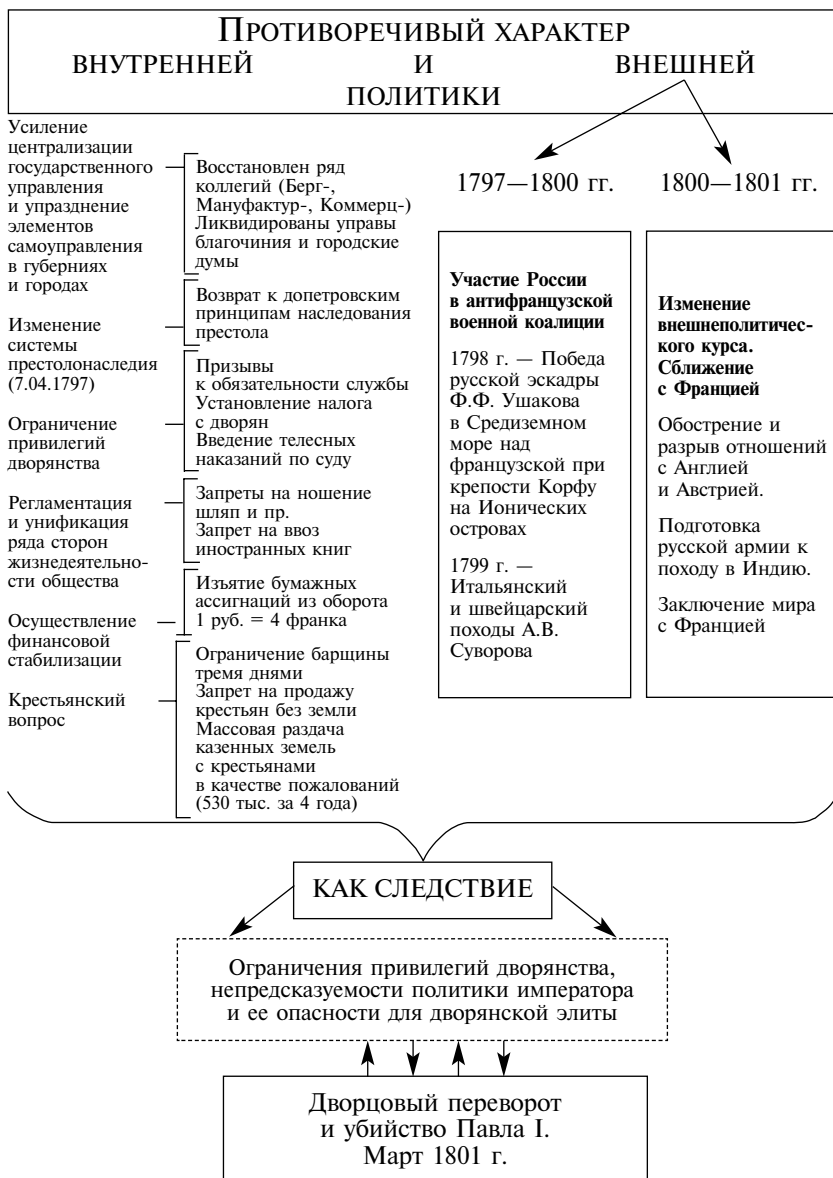 ПРОТИВОРЕЧИВЫЙ ХАРАКТЕР
ВНУТРЕННЕЙ И ВНЕШНЕЙ
ПОЛИТИКИ
Усиление
централизации
государственного
управления
и упразднение
элементов
самоуправления
в губерниях
и городах
Восстановлен ряд
коллегий (Берг-,
Мануфактур-, Коммерц-)
Ликвидированы управы
благочиния и городские
думы
Изменение
системы
престолонаследия
(7.04.1797)
Возврат к допетровским
принципам наследования
престола
Ограничение
привилегий
дворянства
Призывы
к обязательности службы
Установление налога
с дворян
Введение телесных
наказаний по суду
Регламентация
и унификация
ряда сторон
жизнедеятельно-
сти общества
Запреты на ношение
шляп и пр.
Запрет на ввоз
иностранных книг
Осуществление
финансовой
стабилизации
Изъятие бумажных
ассигнаций из оборота
1 руб. = 4 франка
Крестьянский
вопрос
Ограничение барщины
тремя днями
Запрет на продажу
крестьян без земли
Массовая раздача
казенных земель
с крестьянами
в качестве пожалований
(530 тыс. за 4 года)
1797—1800 гг.
Участие России
в антифранцузской
военной коалиции
1798 г. — Победа
русской эскадры
Ф.Ф. Ушакова
в Средиземном
море над
французской при
крепости Корфу
на Ионических
островах
1799 г. —
Итальянский
и швейцарский
походы А.В.
Суворова
1800—1801 гг.
Изменение
внешнеполитичес-
кого курса.
Сближение
с Францией
Обострение и
разрыв отношений
с Англией
и Австрией.
Подготовка
русской армии к
походу в Индию.
Заключение мира
с Францией
КАК СЛЕДСТВИЕ
Ограничения привилегий дворянства,
непредсказуемости политики императора
и ее опасности для дворянской элиты
Дворцовый переворот
и убийство Павла I.
Март 1801 г.